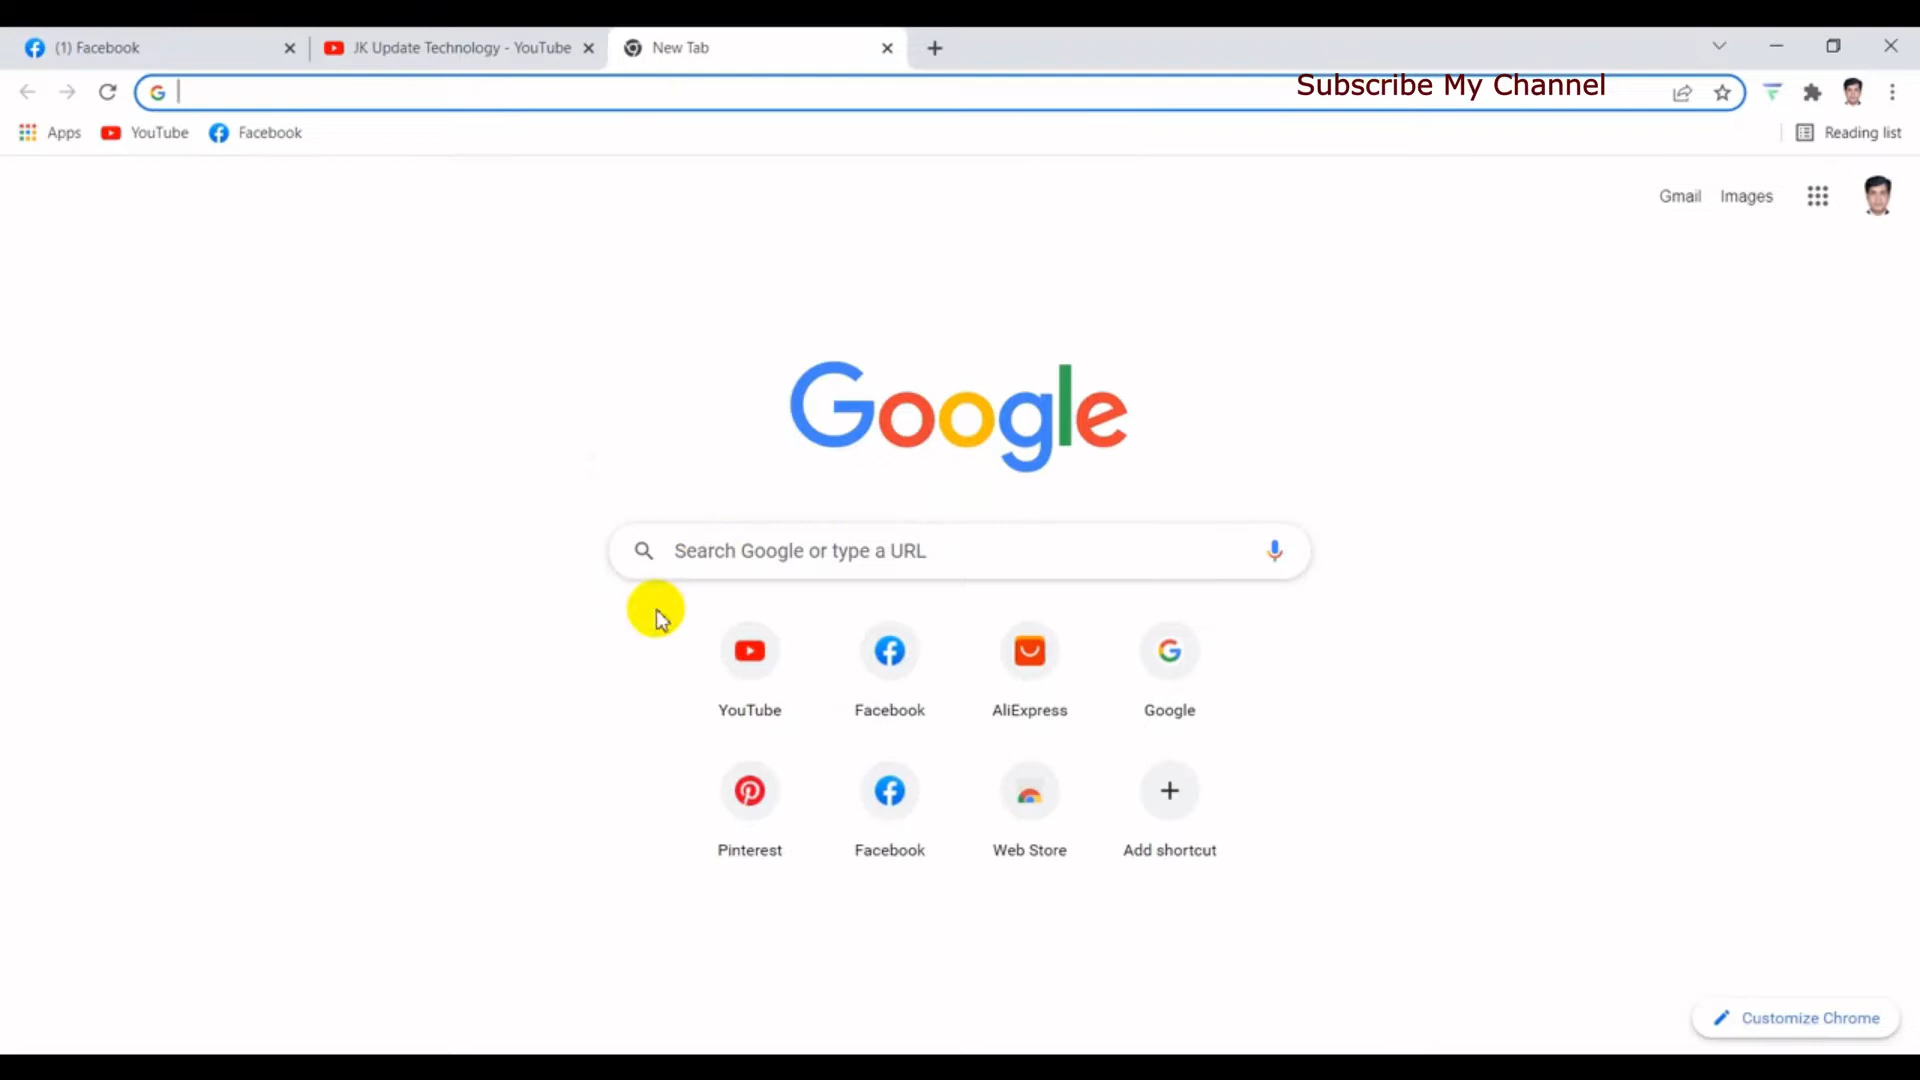 (1) Facebook
JK Update Technology - YouTube
New Tab
Subscribe My Channel
Apps
YouTube
Facebook
Reading list
Gmail
Images
Google
Search Google or type a URL
YouTube
Facebook
AliExpress
Google
Pinterest
Facebook
Web Store
Add shortcut
Customize Chrome